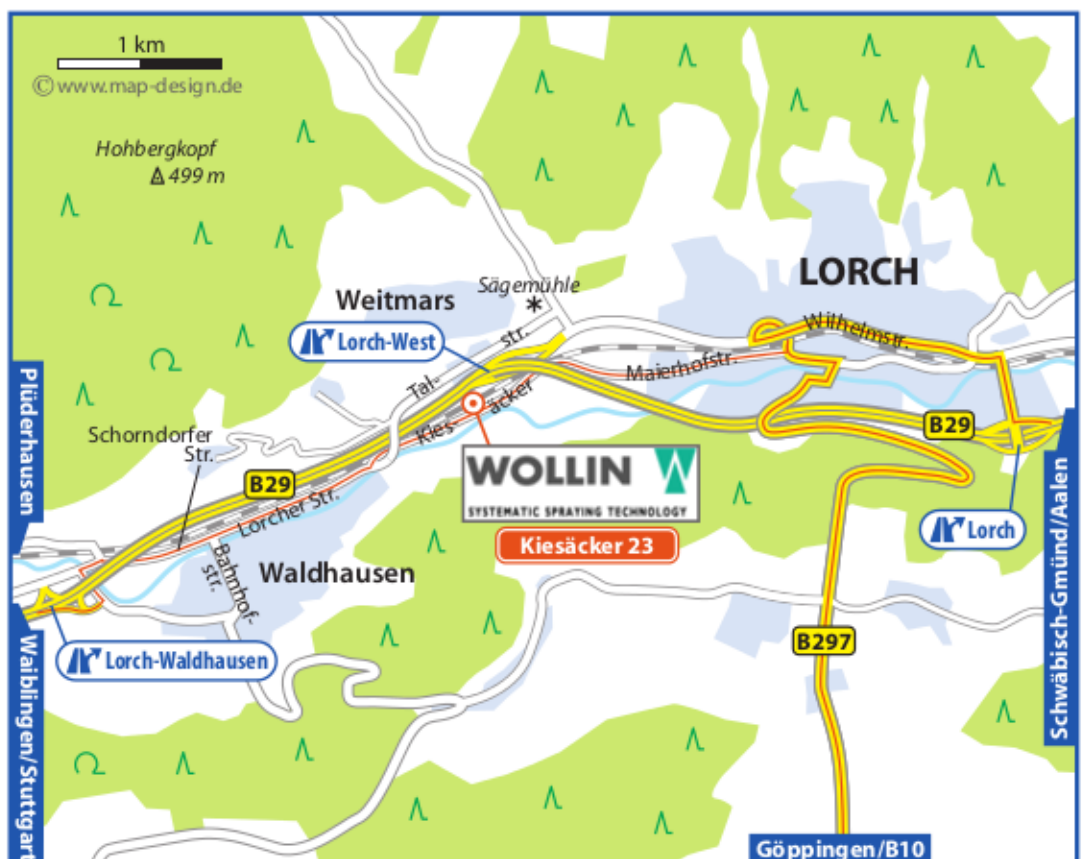 1 km
©www.map-design.de
Hohbergkopf
499 m
Weitmars
Sägemühle
LORCH
Lorch-West
Tal-
str.
Wilhelmstr.
Maierhofstr.
Kies-
äcker
Plüderhausen
Schorndorfer
Str.
B29
B29
WOLLIN
SYSTEMATIC SPRAYING TECHNOLOGY
Kiesäcker 23
Lorch
Schwäbisch-Gmünd/Aalen
Lorcher Str.
Bahnhof-
str.
Waldhausen
Lorch-Waldhausen
Waiblingen/Stuttgart
B297
Göppingen/B10